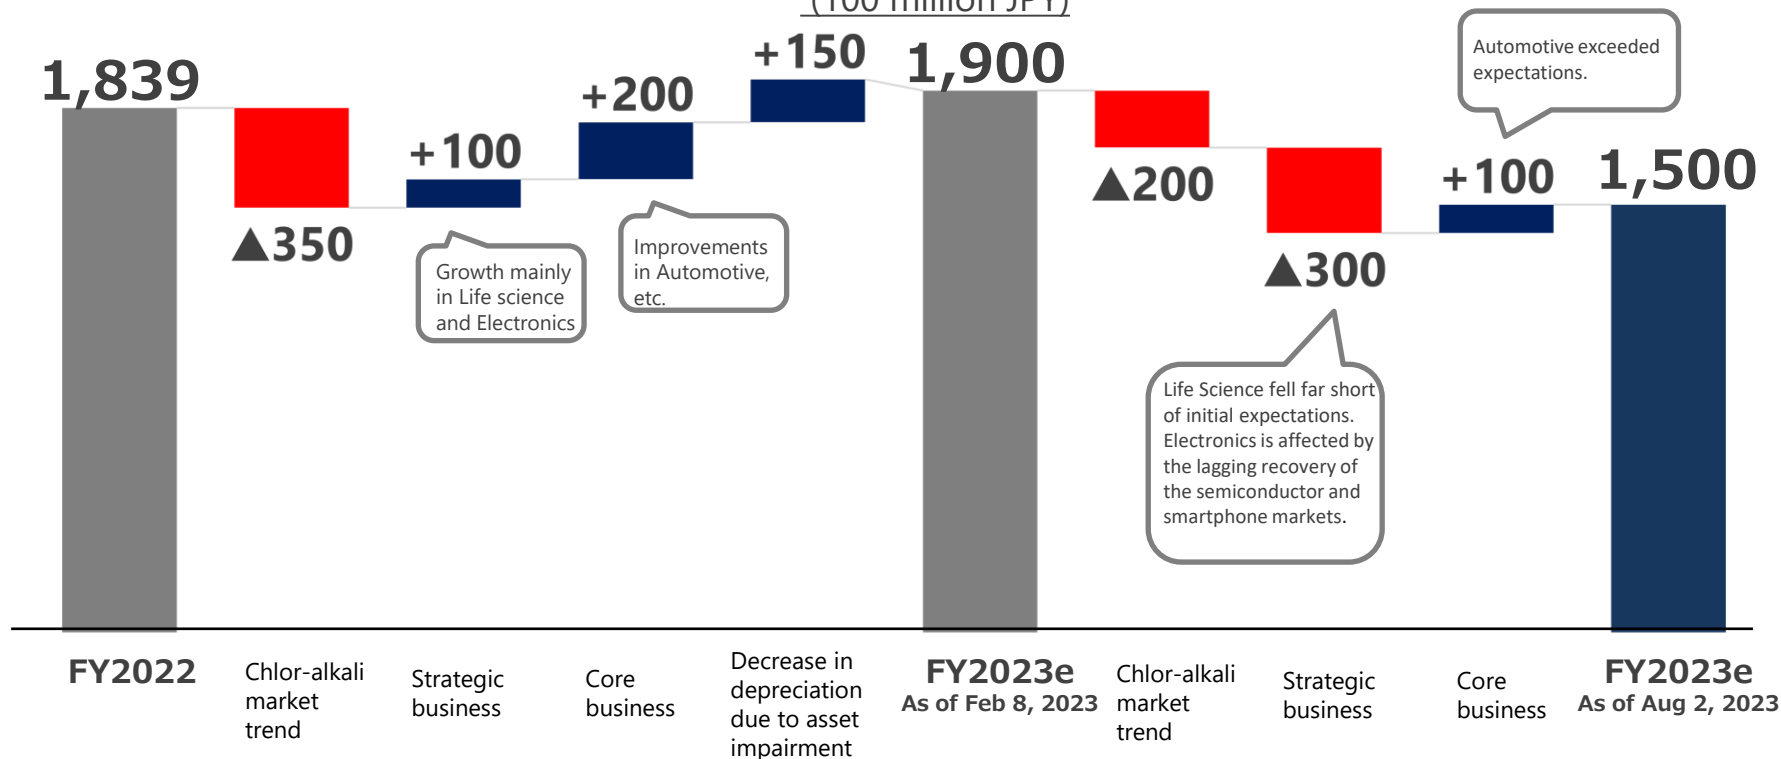 (100 million JPY)
1,839
▲350
+100
+200
+150
1,900
▲200
▲300
+100
1,500
Growth mainly
in Life science
and Electronics
Improvements
in Automotive,
etc.
Life Science fell far short
of initial expectations.
Electronics is affected by
the lagging recovery of
the semiconductor and
smartphone markets.
Automotive exceeded
expectations.
FY2022
Chlor-alkali
market
trend
Strategic
business
Core
business
Decrease in
depreciation
due to asset
impairment
FY2023e
As of Feb 8, 2023
Chlor-alkali
market
trend
Strategic
business
Core
business
FY2023e
As of Aug 2, 2023